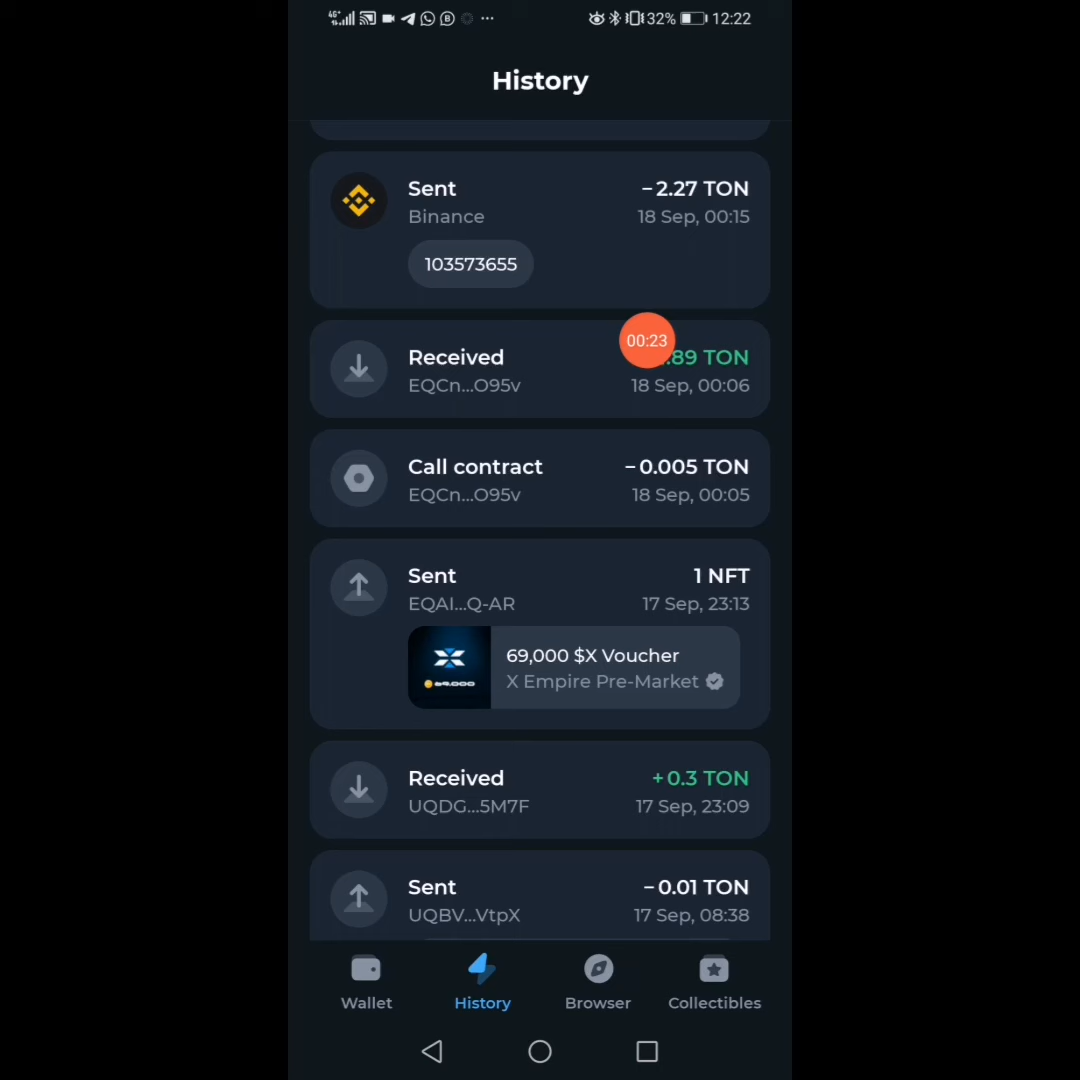 4G 32% 12:22
History
Sent −2.27 TON
Binance 18 Sep, 00:15
103573655
00:23
Received .89 TON
EQCn...O95v 18 Sep, 00:06
Call contract −0.005 TON
EQCn...O95v 18 Sep, 00:05
Sent 1 NFT
EQAI...Q-AR 17 Sep, 23:13
69,000 $X Voucher
69.000
X Empire Pre-Market
Received +0.3 TON
UQDG...5M7F 17 Sep, 23:09
Sent −0.01 TON
UQBV...VtpX 17 Sep, 08:38
Wallet History Browser Collectibles